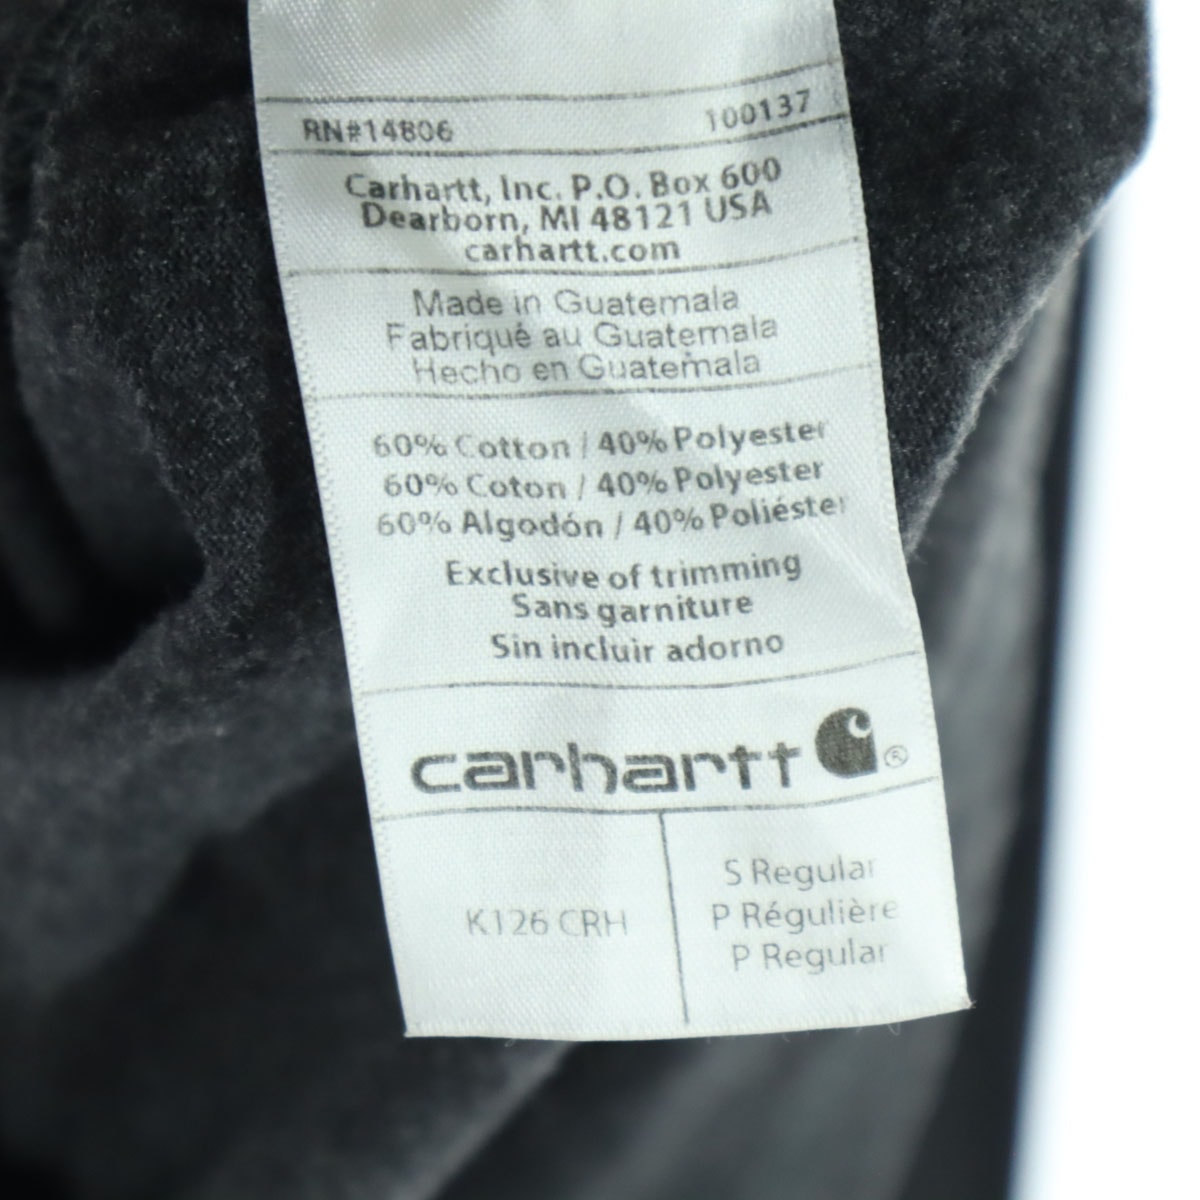 RN#14806 100137
Carhartt, Inc. P.O. Box 600
Dearborn, MI 48121 USA
carhartt.com
Made in Guatemala
Fabriqué au Guatemala
Hecho en Guatemala
60% Cotton / 40% Polyester
60% Coton / 40% Polyester
60% Algodón / 40% Poliéster
Exclusive of trimming
Sans garniture
Sin incluir adorno
carhartt ®
K126 CRH
S Regular
P Régulière
P Regular